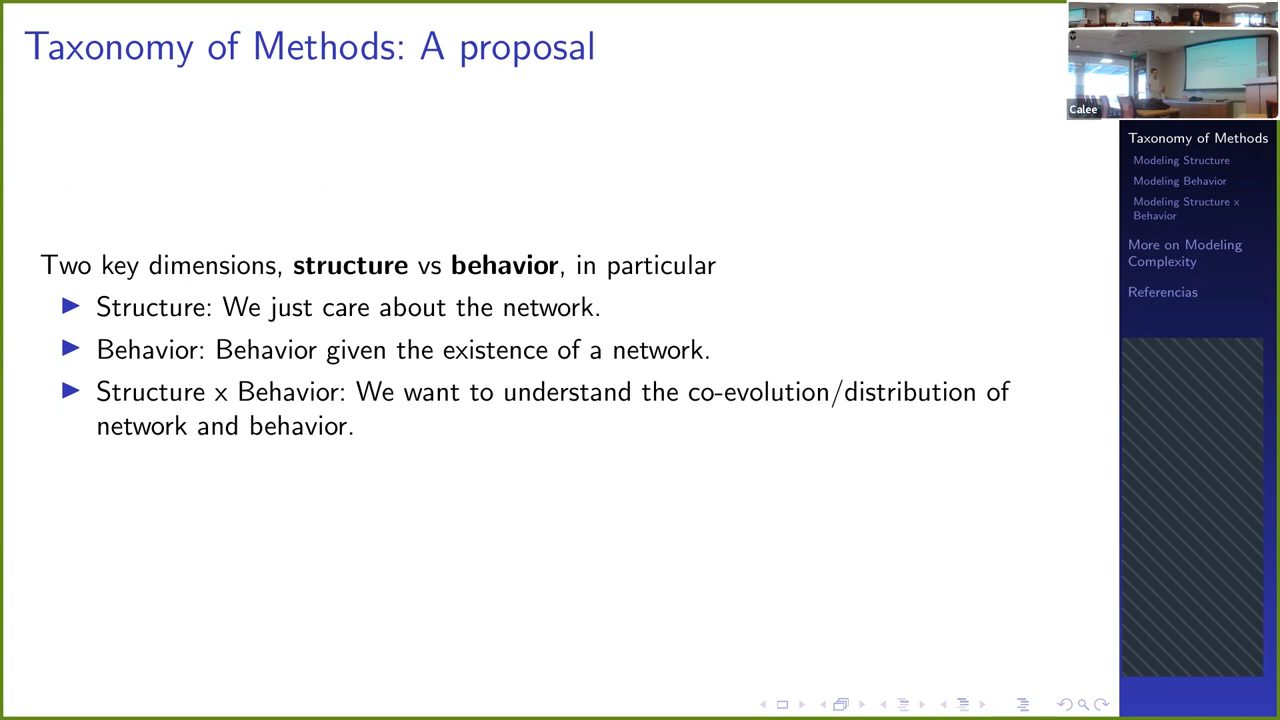 Taxonomy of Methods: A proposal
Two key dimensions, structure vs behavior, in particular
Structure: We just care about the network.
Behavior: Behavior given the existence of a network.
Structure x Behavior: We want to understand the co-evolution/distribution of
network and behavior.
Calee
Taxonomy of Methods
Modeling Structure
Modeling Behavior
Modeling Structure x
Behavior
More on Modeling
Complexity
Referencias